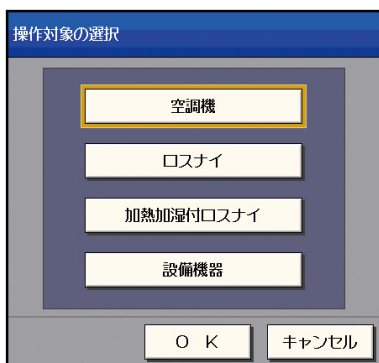 操作対象の選択
空調機
ロスナイ
加熱加湿付ロスナイ
設備機器
OK キャンセル